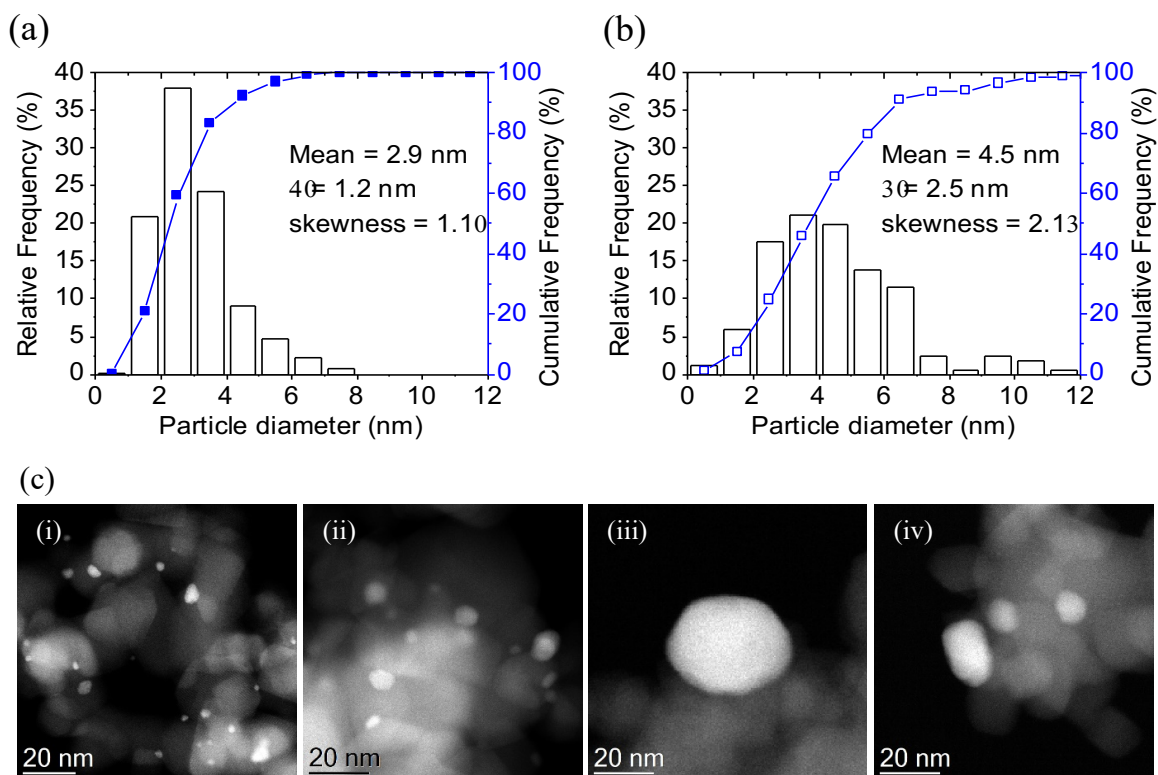 (a)
(b)
40
35
30
25
20
15
10
5
0
Relative Frequency (%)
100
80
60
40
20
0
Cumulative Frequency (%)
Mean = 2.9 nm
= 1.2 nm
skewness = 1.10
0 2 4 6 8 10 12
Particle diameter (nm)
40
35
30
25
20
15
10
5
0
Relative Frequency (%)
100
80
60
40
20
0
Cumulative Frequency (%)
Mean = 4.5 nm
= 2.5 nm
skewness = 2.13
0 2 4 6 8 10 12
Particle diameter (nm)
(c)
(i)
20 nm
(ii)
20 nm
(iii)
20 nm
(iv)
20 nm